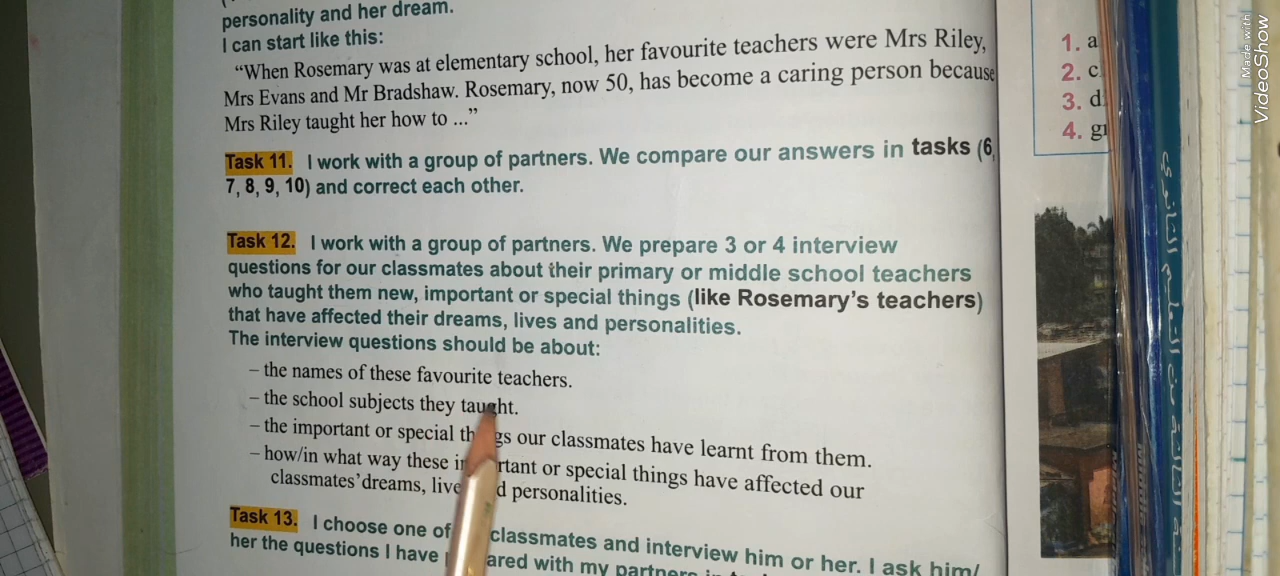 personality and her dream.
I can start like this:
“When Rosemary was at elementary school, her favourite teachers were Mrs Riley,
Mrs Evans and Mr Bradshaw. Rosemary, now 50, has become a caring person because
Mrs Riley taught her how to ...”
Task 11. I work with a group of partners. We compare our answers in tasks (6,
7, 8, 9, 10) and correct each other.
Task 12. I work with a group of partners. We prepare 3 or 4 interview
questions for our classmates about their primary or middle school teachers
who taught them new, important or special things (like Rosemary’s teachers)
that have affected their dreams, lives and personalities.
The interview questions should be about:
– the names of these favourite teachers.
– the school subjects they taught.
– the important or special things our classmates have learnt from them.
– how/in what way these important or special things have affected our
classmates’ dreams, lives and personalities.
Task 13. I choose one of classmates and interview him or her. I ask him/
her the questions I have with my partners
1. a
2. c
3. d
4. gr
Made with
VideoShow